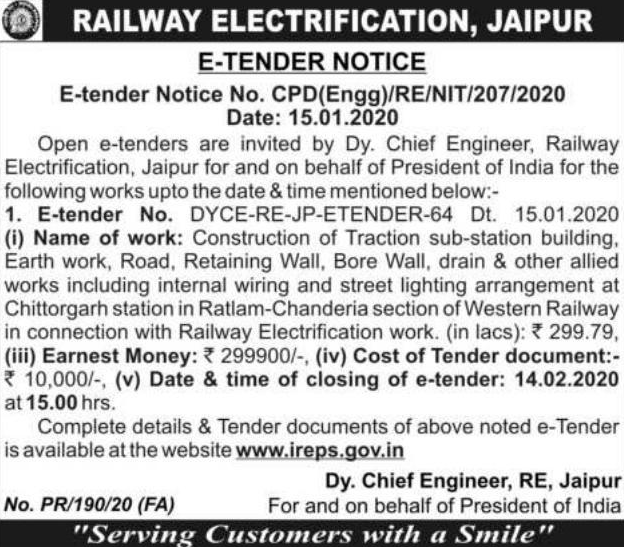 RAILWAY ELECTRIFICATION, JAIPUR
E-TENDER NOTICE
E-tender Notice No. CPD(Engg)/RE/NIT/207/2020
Date: 15.01.2020
Open e-tenders are invited by Dy. Chief Engineer, Railway
Electrification, Jaipur for and on behalf of President of India for the
following works upto the date & time mentioned below:-
1. E-tender No. DYCE-RE-JP-ETENDER-64 Dt. 15.01.2020
(i) Name of work: Construction of Traction sub-station building,
Earth work, Road, Retaining Wall, Bore Wall, drain & other allied
works including internal wiring and street lighting arrangement at
Chittorgarh station in Ratlam-Chanderia section of Western Railway
in connection with Railway Electrification work. (in lacs): ₹ 299.79,
(iii) Earnest Money: ₹ 299900/-, (iv) Cost of Tender document:-
₹ 10,000/-, (v) Date & time of closing of e-tender: 14.02.2020
at 15.00 hrs.
Complete details & Tender documents of above noted e-Tender
is available at the website www.ireps.gov.in
Dy. Chief Engineer, RE, Jaipur
No. PR/190/20 (FA) For and on behalf of President of India
"Serving Customers with a Smile"